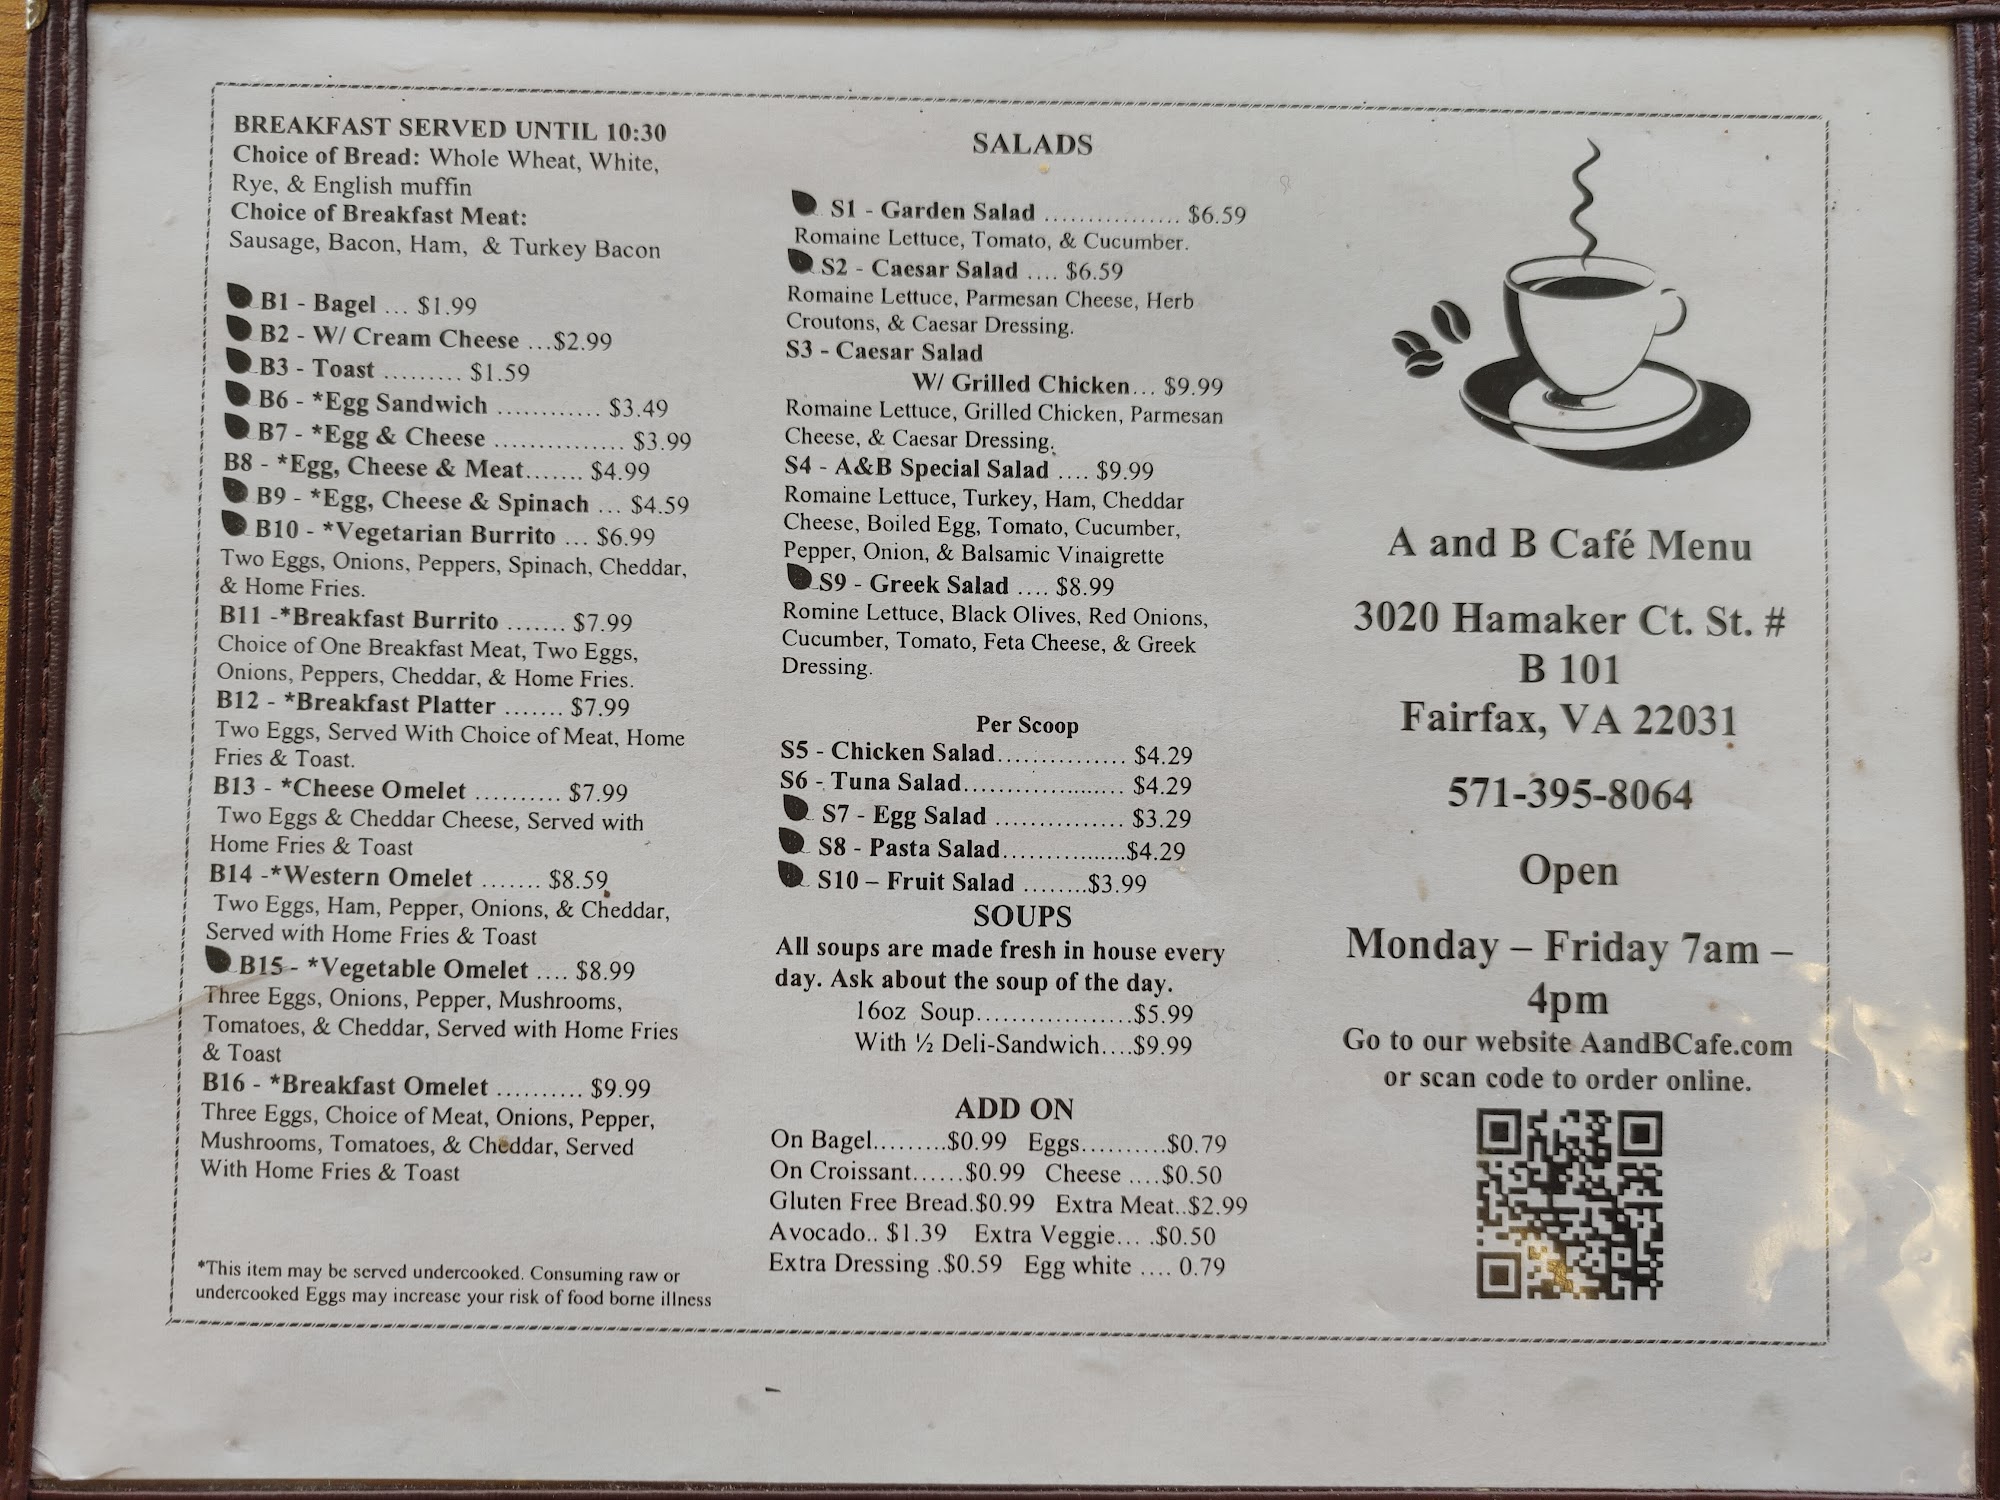 BREAKFAST SERVED UNTIL 10:30
Choice of Bread: Whole Wheat, White,
Rye, & English muffin
Choice of Breakfast Meat:
Sausage, Bacon, Ham, & Turkey Bacon
B1 - Bagel ... $1.99
B2 - W/ Cream Cheese ...$2.99
B3 - Toast ......... $1.59
B6 - *Egg Sandwich ............ $3.49
B7 - *Egg & Cheese ............... $3.99
B8 - *Egg, Cheese & Meat....... $4.99
B9 - *Egg, Cheese & Spinach ... $4.59
B10 - *Vegetarian Burrito ... $6.99
Two Eggs, Onions, Peppers, Spinach, Cheddar,
& Home Fries.
B11 -*Breakfast Burrito ....... $7.99
Choice of One Breakfast Meat, Two Eggs,
Onions, Peppers, Cheddar, & Home Fries.
B12 - *Breakfast Platter ....... $7.99
Two Eggs, Served With Choice of Meat, Home
Fries & Toast.
B13 - *Cheese Omelet .......... $7.99
Two Eggs & Cheddar Cheese, Served with
Home Fries & Toast
B14 -*Western Omelet ....... $8.59
Two Eggs, Ham, Pepper, Onions, & Cheddar,
Served with Home Fries & Toast
B15 - *Vegetable Omelet .... $8.99
Three Eggs, Onions, Pepper, Mushrooms,
Tomatoes, & Cheddar, Served with Home Fries
& Toast
B16 - *Breakfast Omelet .......... $9.99
Three Eggs, Choice of Meat, Onions, Pepper,
Mushrooms, Tomatoes, & Cheddar, Served
With Home Fries & Toast
*This item may be served undercooked. Consuming raw or
undercooked Eggs may increase your risk of food borne illness
SALADS
S1 - Garden Salad ................ $6.59
Romaine Lettuce, Tomato, & Cucumber.
S2 - Caesar Salad .... $6.59
Romaine Lettuce, Parmesan Cheese, Herb
Croutons, & Caesar Dressing.
S3 - Caesar Salad
W/ Grilled Chicken... $9.99
Romaine Lettuce, Grilled Chicken, Parmesan
Cheese, & Caesar Dressing.
S4 - A&B Special Salad .... $9.99
Romaine Lettuce, Turkey, Ham, Cheddar
Cheese, Boiled Egg, Tomato, Cucumber,
Pepper, Onion, & Balsamic Vinaigrette
S9 - Greek Salad .... $8.99
Romine Lettuce, Black Olives, Red Onions,
Cucumber, Tomato, Feta Cheese, & Greek
Dressing.
Per Scoop
S5 - Chicken Salad............... $4.29
S6 - Tuna Salad.................... $4.29
S7 - Egg Salad ............... $3.29
S8 - Pasta Salad...............$4.29
S10 – Fruit Salad ........$3.99
SOUPS
All soups are made fresh in house every
day. Ask about the soup of the day.
16oz Soup..................$5.99
With ½ Deli-Sandwich....$9.99
ADD ON
On Bagel.........$0.99 Eggs..........$0.79
On Croissant......$0.99 Cheese ....$0.50
Gluten Free Bread.$0.99 Extra Meat..$2.99
Avocado.. $1.39 Extra Veggie... .$0.50
Extra Dressing .$0.59 Egg white .... 0.79
A and B Café Menu
3020 Hamaker Ct. St. #
B 101
Fairfax, VA 22031
571-395-8064
Open
Monday – Friday 7am –
4pm
Go to our website AandBCafe.com
or scan code to order online.